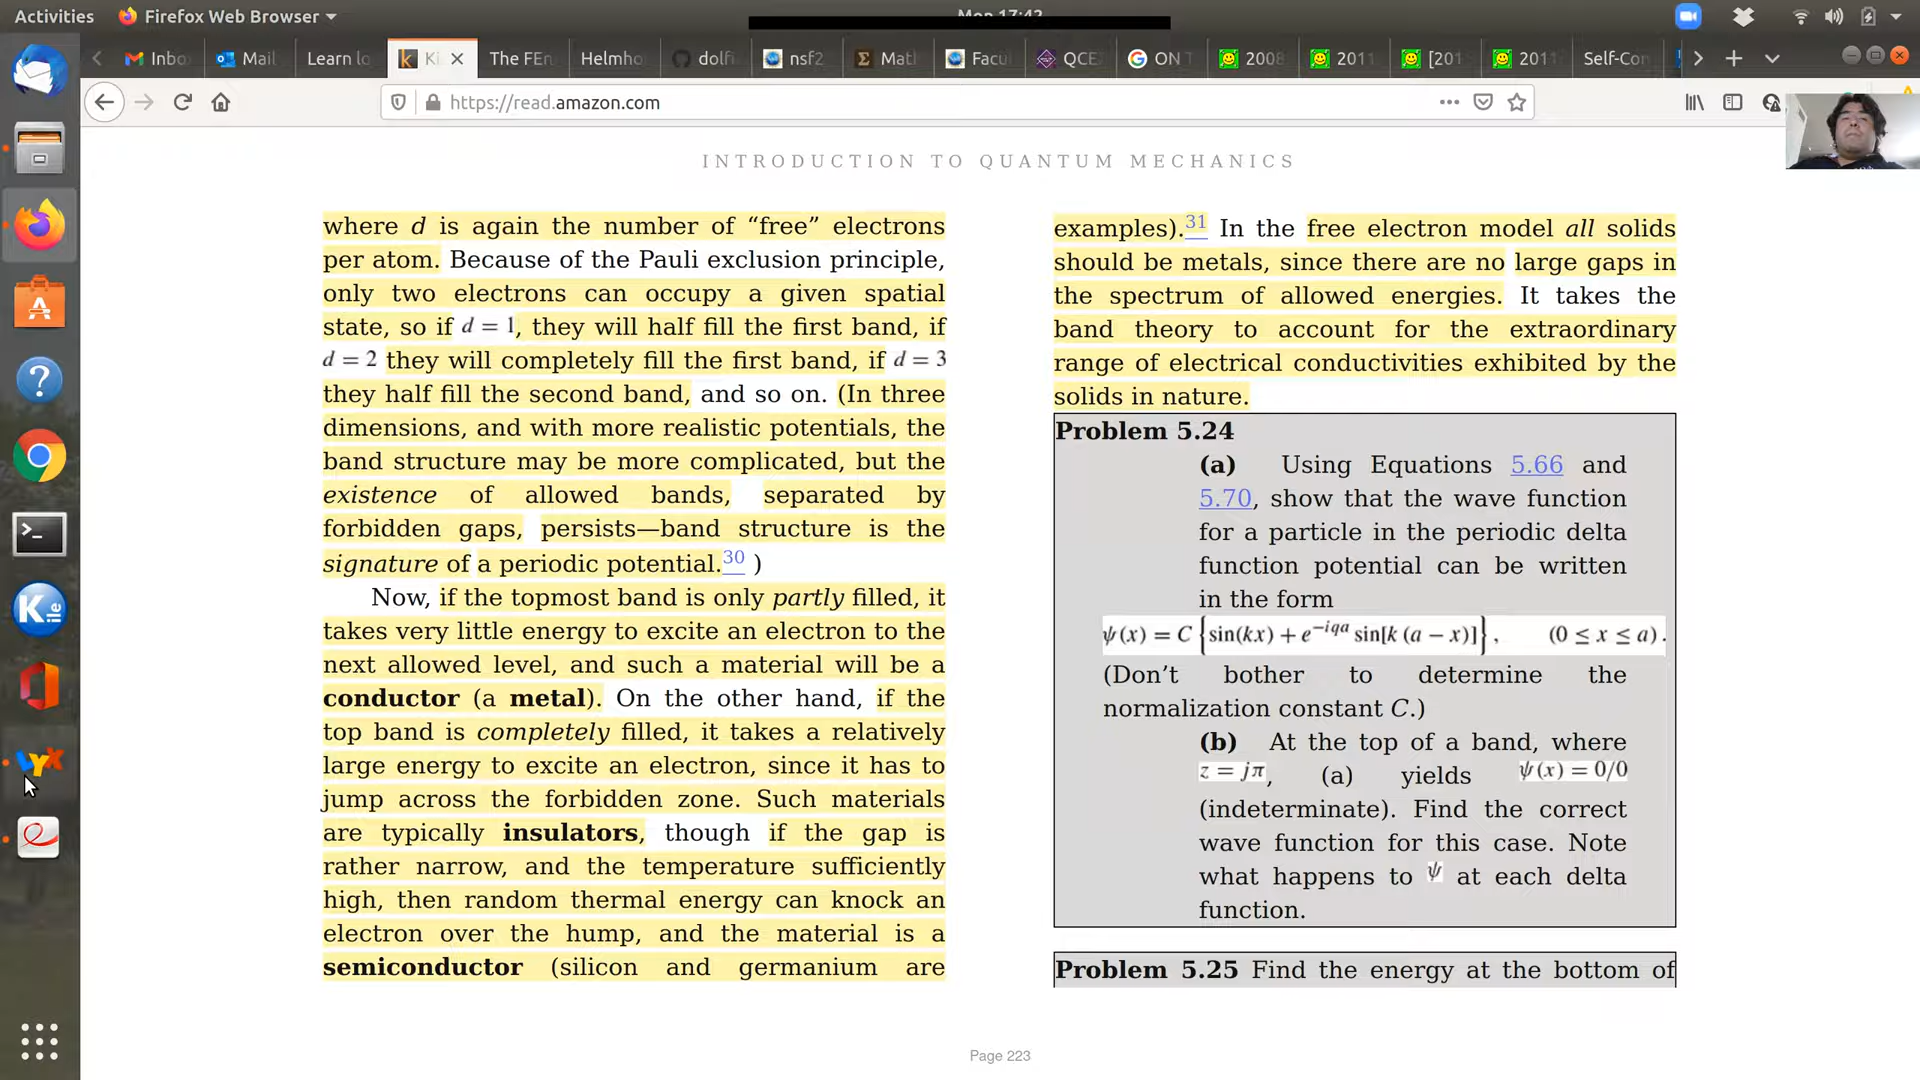 Activities
Firefox Web Browser
Mon 17:42
Inbo
Mail
Learn lo
Ki
The FEn
Helmho
dolfi
nsf2
Math
Facul
QCE
ON T
2008
2011
[201
2011
Self-Con
https://read.amazon.com
INTRODUCTION TO QUANTUM MECHANICS
where d is again the number of “free” electrons
per atom. Because of the Pauli exclusion principle,
only two electrons can occupy a given spatial
state, so if d = 1, they will half fill the first band, if
d = 2 they will completely fill the first band, if d = 3
they half fill the second band, and so on. (In three
dimensions, and with more realistic potentials, the
band structure may be more complicated, but the
existence of allowed bands, separated by
forbidden gaps, persists—band structure is the
signature of a periodic potential.30 )
Now, if the topmost band is only partly filled, it
takes very little energy to excite an electron to the
next allowed level, and such a material will be a
conductor (a metal). On the other hand, if the
top band is completely filled, it takes a relatively
large energy to excite an electron, since it has to
jump across the forbidden zone. Such materials
are typically insulators, though if the gap is
rather narrow, and the temperature sufficiently
high, then random thermal energy can knock an
electron over the hump, and the material is a
semiconductor (silicon and germanium are
examples).31 In the free electron model all solids
should be metals, since there are no large gaps in
the spectrum of allowed energies. It takes the
band theory to account for the extraordinary
range of electrical conductivities exhibited by the
solids in nature.
Problem 5.24
(a) Using Equations 5.66 and
5.70, show that the wave function
for a particle in the periodic delta
function potential can be written
in the form
ψ(x) = C {sin(kx) + e^{−iqa} sin[k (a − x)]}, (0 ≤ x ≤ a).
(Don’t bother to determine the
normalization constant C.)
(b) At the top of a band, where
z = jπ, (a) yields ψ(x) = 0/0
(indeterminate). Find the correct
wave function for this case. Note
what happens to ψ at each delta
function.
Problem 5.25 Find the energy at the bottom of
Page 223